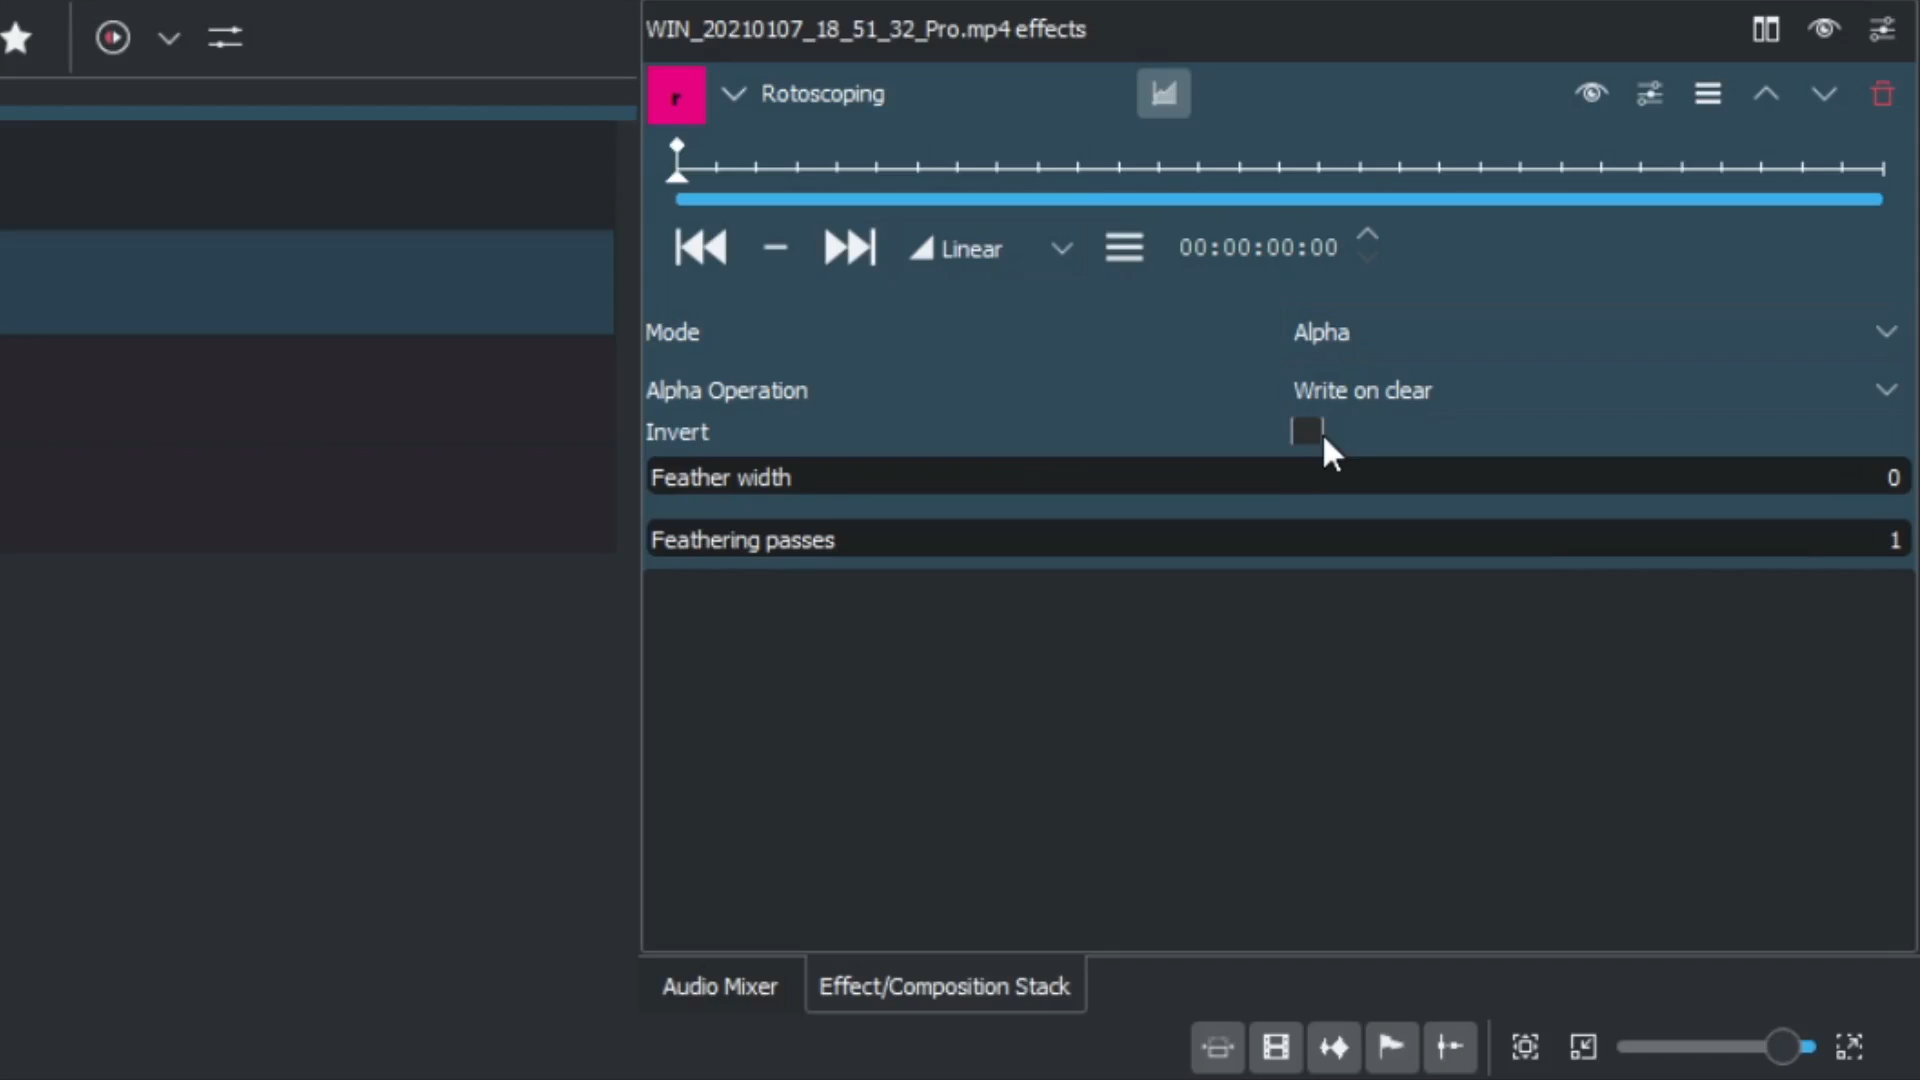 WIN_20210107_18_51_32_Pro.mp4 effects
r
Rotoscoping
Linear
00:00:00:00
Mode
Alpha
Alpha Operation
Write on clear
Invert
Feather width
0
Feathering passes
1
Audio Mixer
Effect/Composition Stack